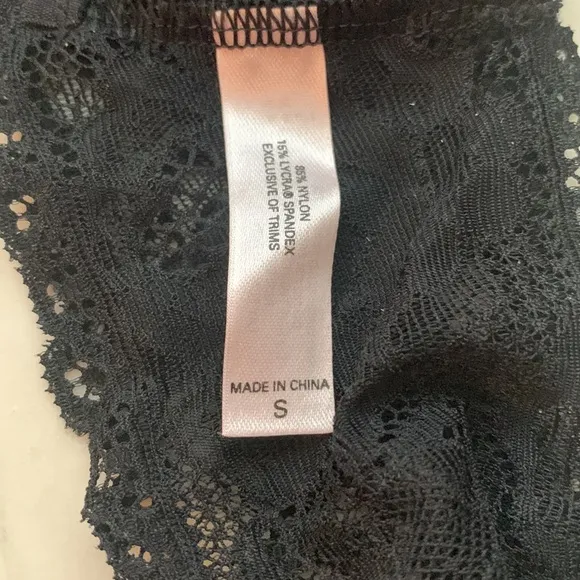 85% NYLON
15% LYCRA® SPANDEX
EXCLUSIVE OF TRIMS
MADE IN CHINA
S